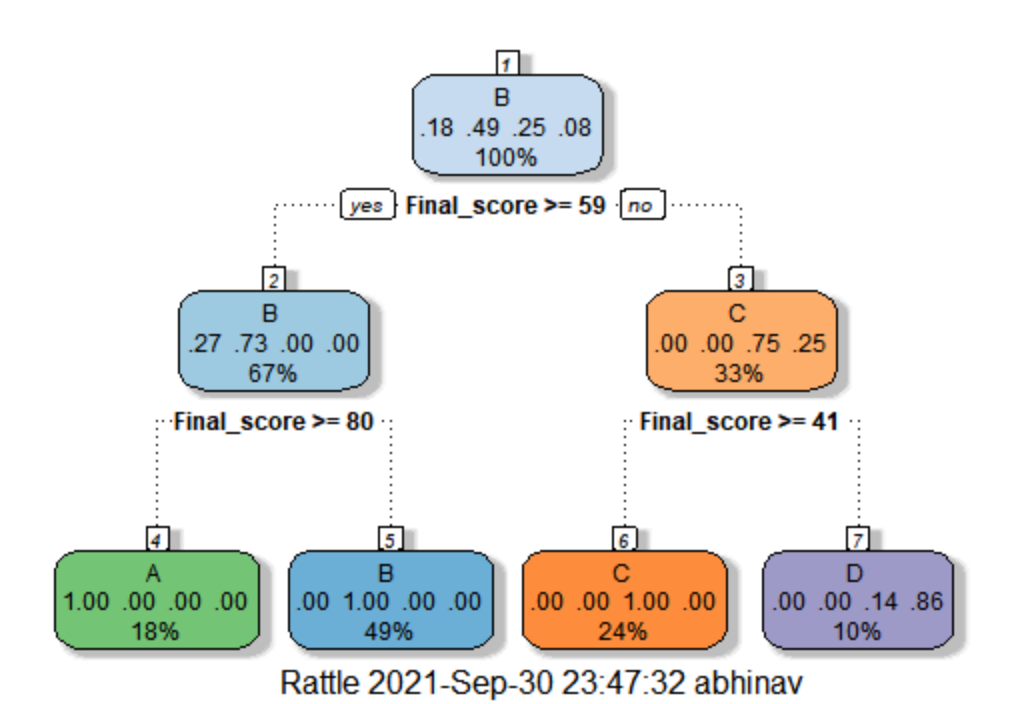 1
B
.18 .49 .25 .08
100%
yes Final_score >= 59 no
2
B
.27 .73 .00 .00
67%
3
C
.00 .00 .75 .25
33%
Final_score >= 80
Final_score >= 41
4
A
1.00 .00 .00 .00
18%
5
B
.00 1.00 .00 .00
49%
6
C
.00 .00 1.00 .00
24%
7
D
.00 .00 .14 .86
10%
Rattle 2021-Sep-30 23:47:32 abhinav